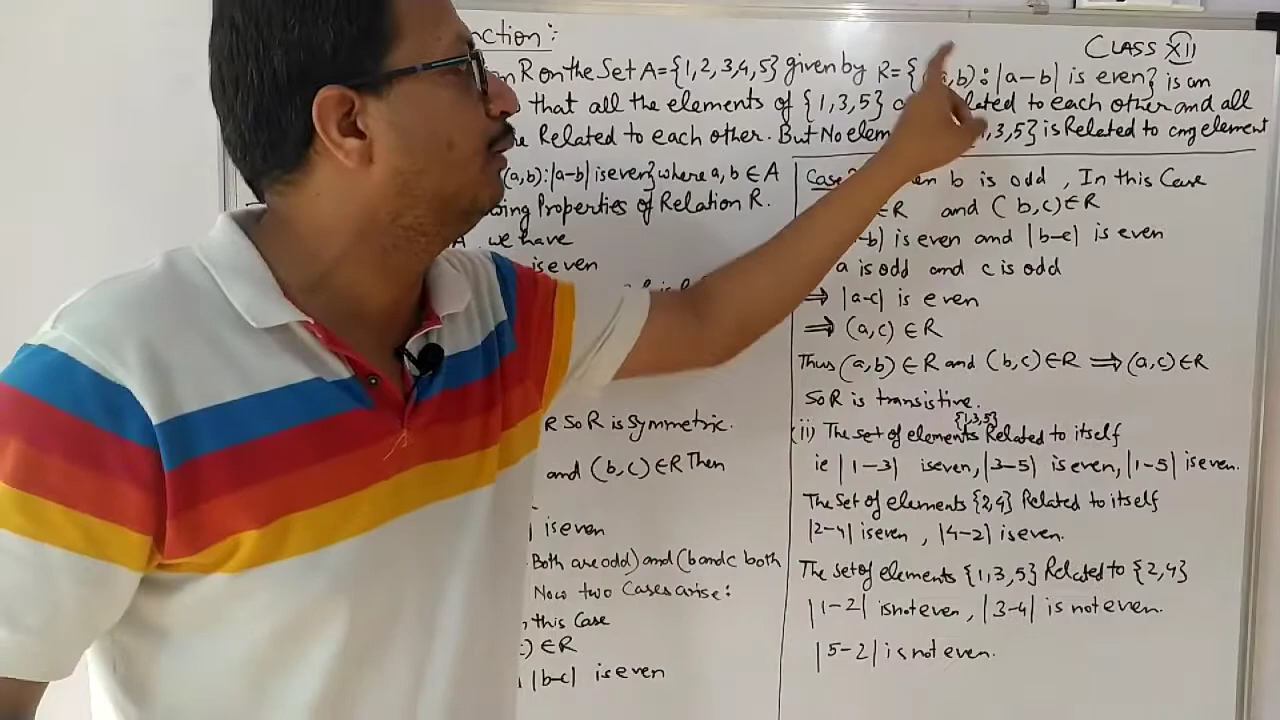 nction:
CLASS XII
on R on the Set A={1,2,3,4,5} given by R={(a,b):|a-b| is even} is an
s that all the elements of {1,3,5} related to each other and all
Related to each other. But No elem 1,3,5} is Related to any element
(a,b):|a-b| is even} where a, b ∈ A
wing Properties of Relation R.
A, we have
is even
R So R is Symmetric.
and (b,c) ∈ R Then
is even
Both are odd) and (b and c both
Now two Cases arise:
this Case
) ∈ R
|b-c| is even
Case b is odd, In this Case
∈R and (b,c)∈R
-b| is even and |b-c| is even
a is odd and c is odd
⇒ |a-c| is even
⇒ (a,c) ∈ R
Thus (a,b) ∈ R and (b,c) ∈ R ⇒ (a,c) ∈ R
So R is transistive.
{1,3,5}
(ii) The set of elements Related to itself
ie |1-3| is even, |3-5| is even, |1-5| is even.
The Set of elements {2,4} Related to itself
|2-4| is even, |4-2| is even.
The set of elements {1,3,5} Related to {2,4}
|1-2| is not even, |3-4| is not even.
|5-2| is not even.